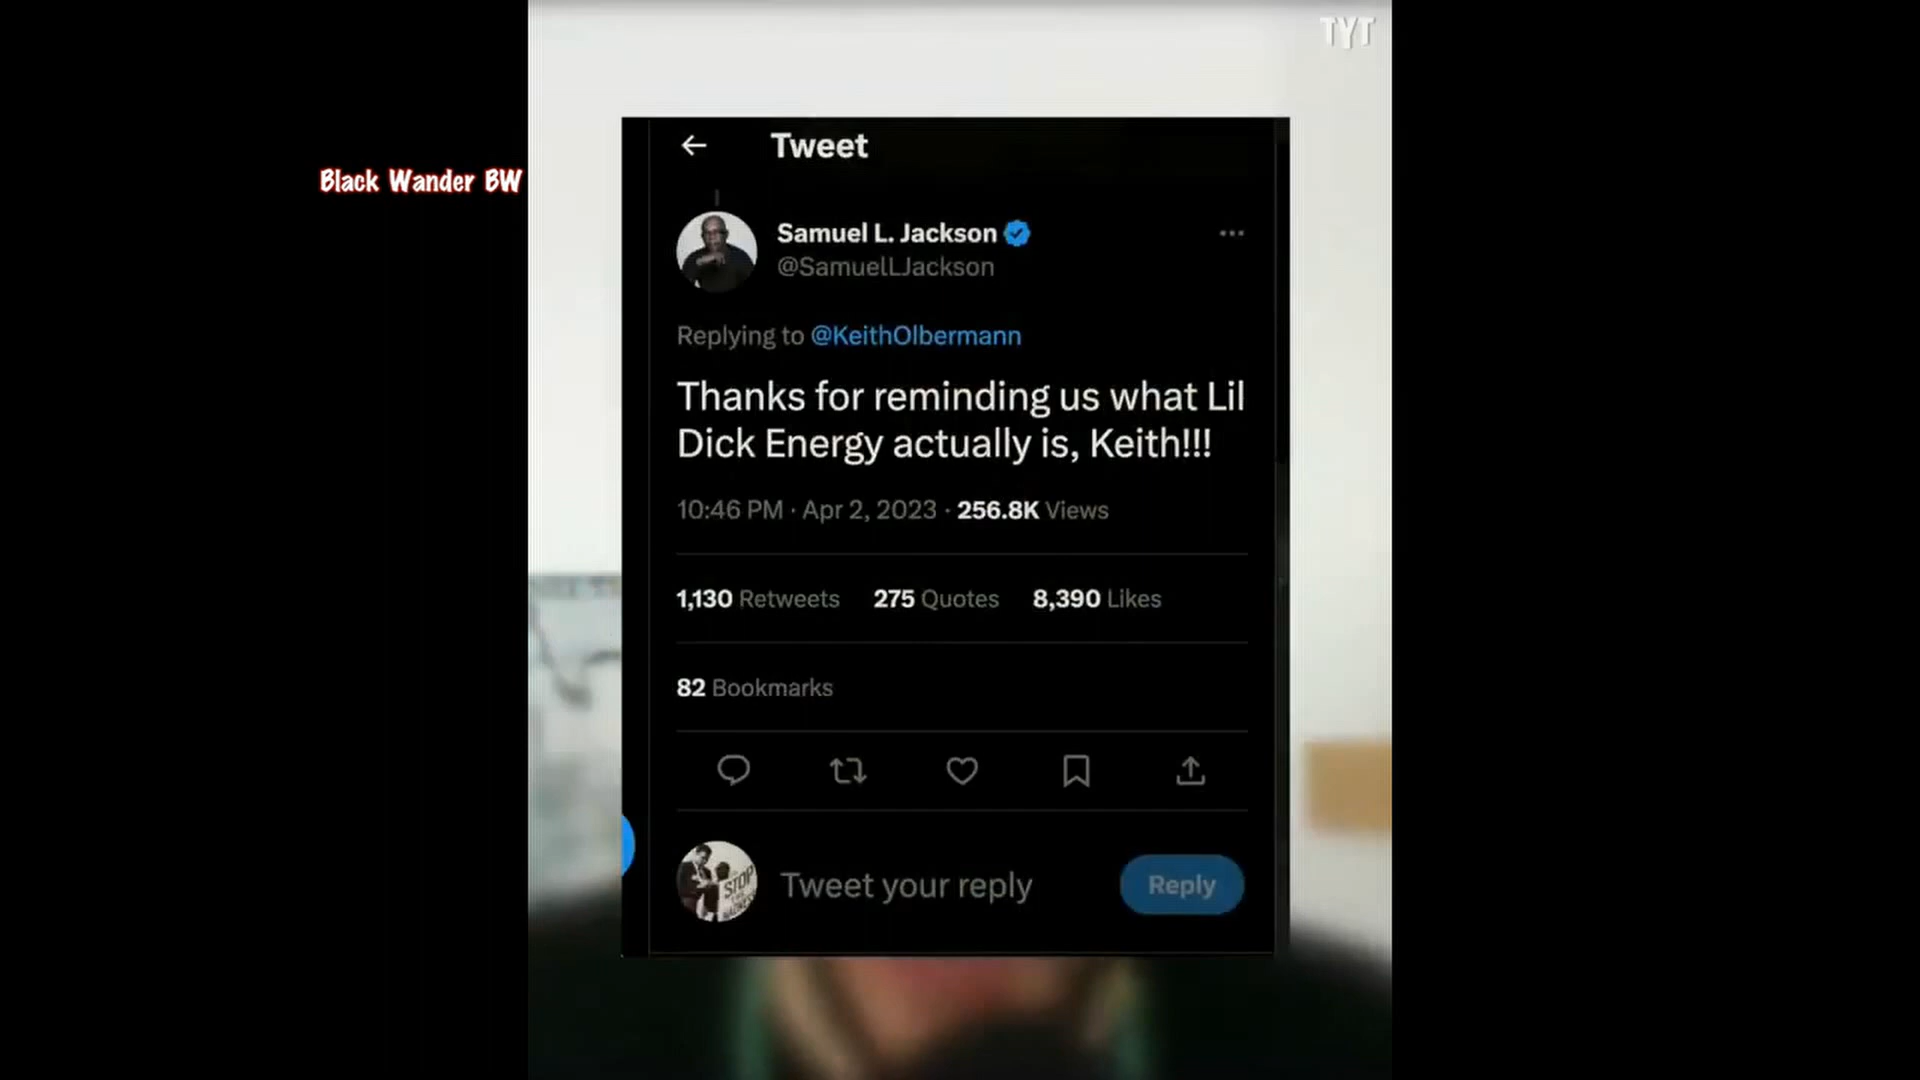 TYT
Black Wander BW
Tweet
Samuel L. Jackson
@SamuelLJackson
Replying to @KeithOlbermann
Thanks for reminding us what Lil
Dick Energy actually is, Keith!!!
10:46 PM · Apr 2, 2023 · 256.8K Views
1,130 Retweets 275 Quotes 8,390 Likes
82 Bookmarks
STOP
Tweet your reply
Reply